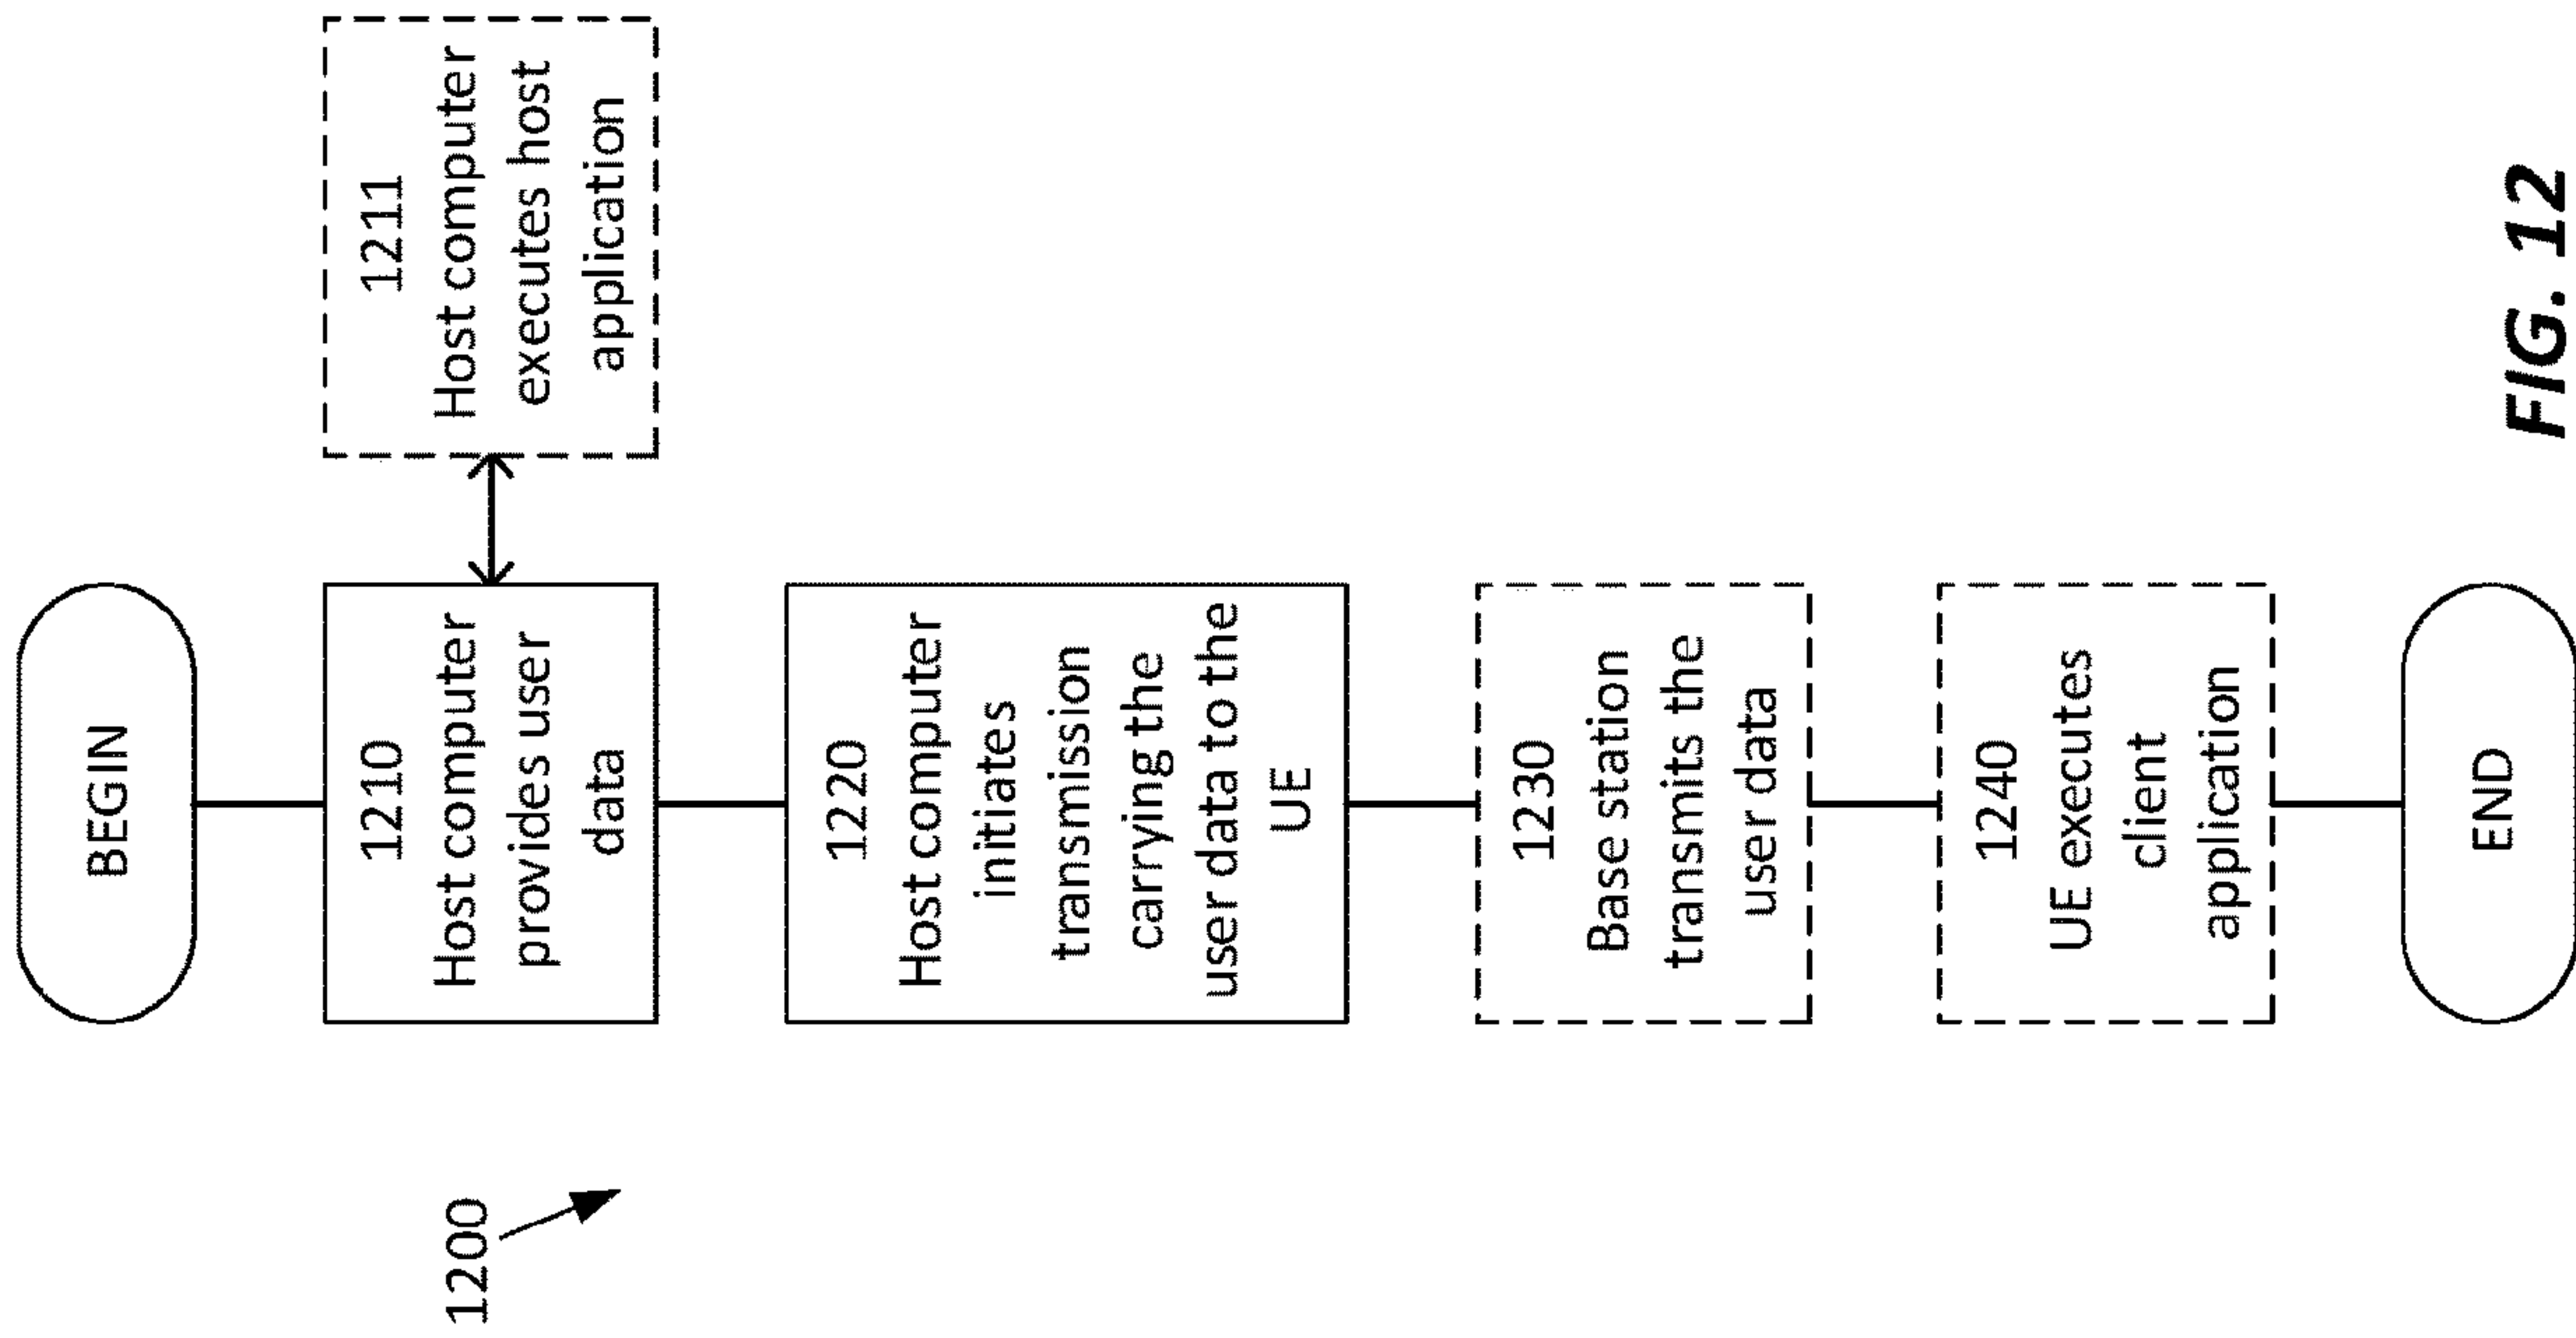 1200
BEGIN
1210
Host computer
provides user
data
1211
Host computer
executes host
application
1220
Host computer
initiates
transmission
carrying the
user data to the
UE
1230
Base station
transmits the
user data
1240
UE executes
client
application
END
FIG. 12